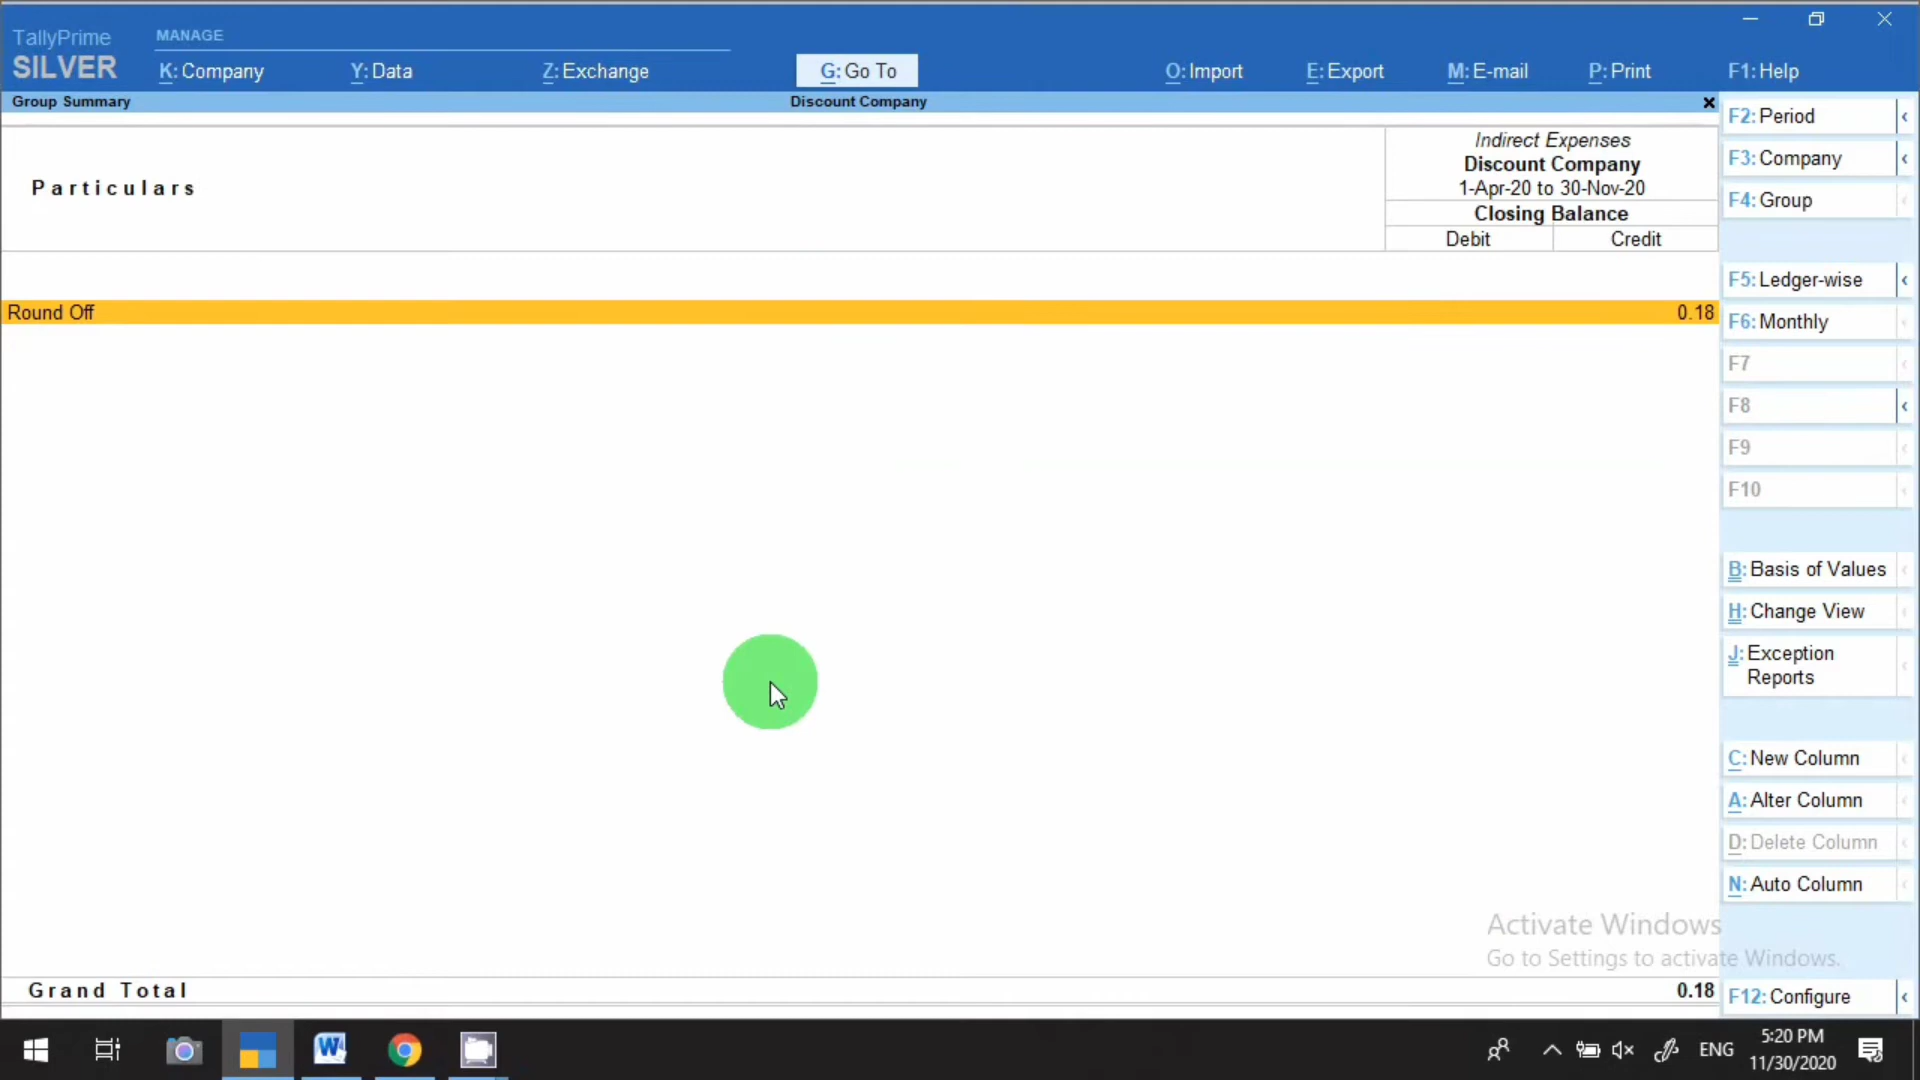 TallyPrime
SILVER
MANAGE
K: Company
Y: Data
Z: Exchange
G: Go To
O: Import
E: Export
M: E-mail
P: Print
F1: Help
Group Summary
Discount Company
Particulars
Indirect Expenses
Discount Company
1-Apr-20 to 30-Nov-20
Closing Balance
Debit
Credit
Round Off
0.18
Grand Total
0.18
F2: Period
F3: Company
F4: Group
F5: Ledger-wise
F6: Monthly
F7
F8
F9
F10
B: Basis of Values
H: Change View
J: Exception
Reports
C: New Column
A: Alter Column
D: Delete Column
N: Auto Column
Activate Windows
Go to Settings to activate Windows.
F12: Configure
W
ENG
5:20 PM
11/30/2020